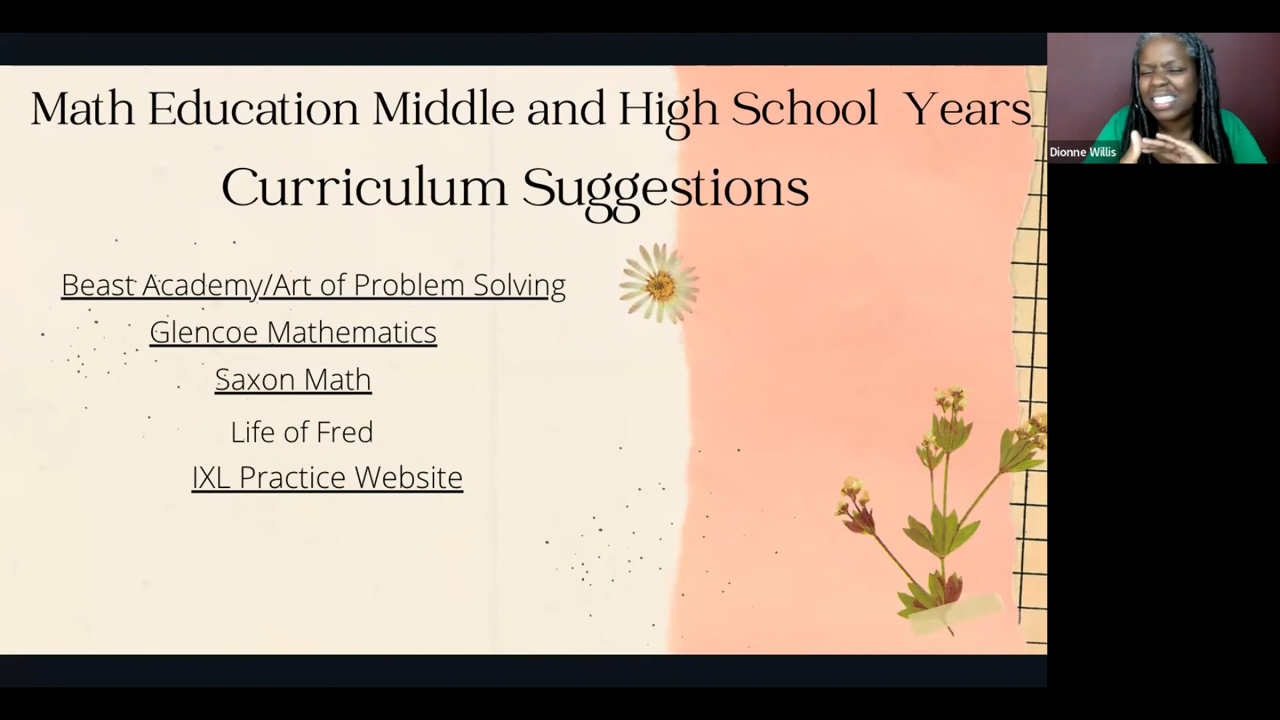 Math Education Middle and High School Years
Curriculum Suggestions
Beast Academy/Art of Problem Solving
Glencoe Mathematics
Saxon Math
Life of Fred
IXL Practice Website
Dionne Willis